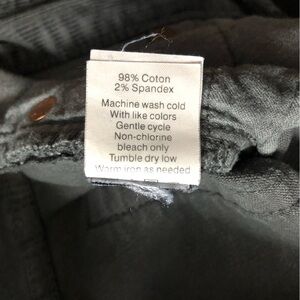 98% Coton
2% Spandex
Machine wash cold
With like colors
Gentle cycle
Non-chlorine
bleach only
Tumble dry low
Warm iron as needed